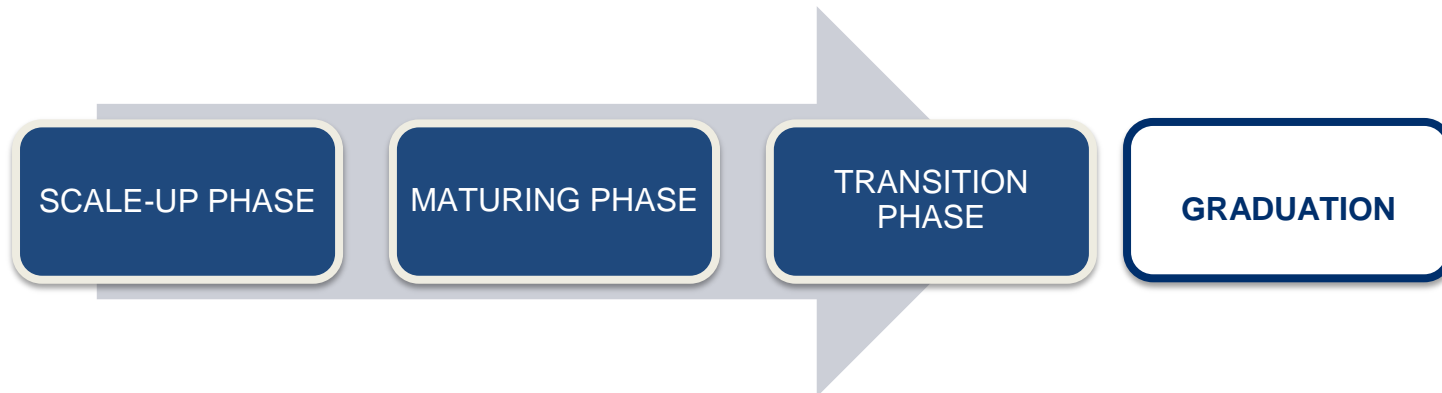 SCALE-UP PHASE
MATURING PHASE
TRANSITION
PHASE
GRADUATION